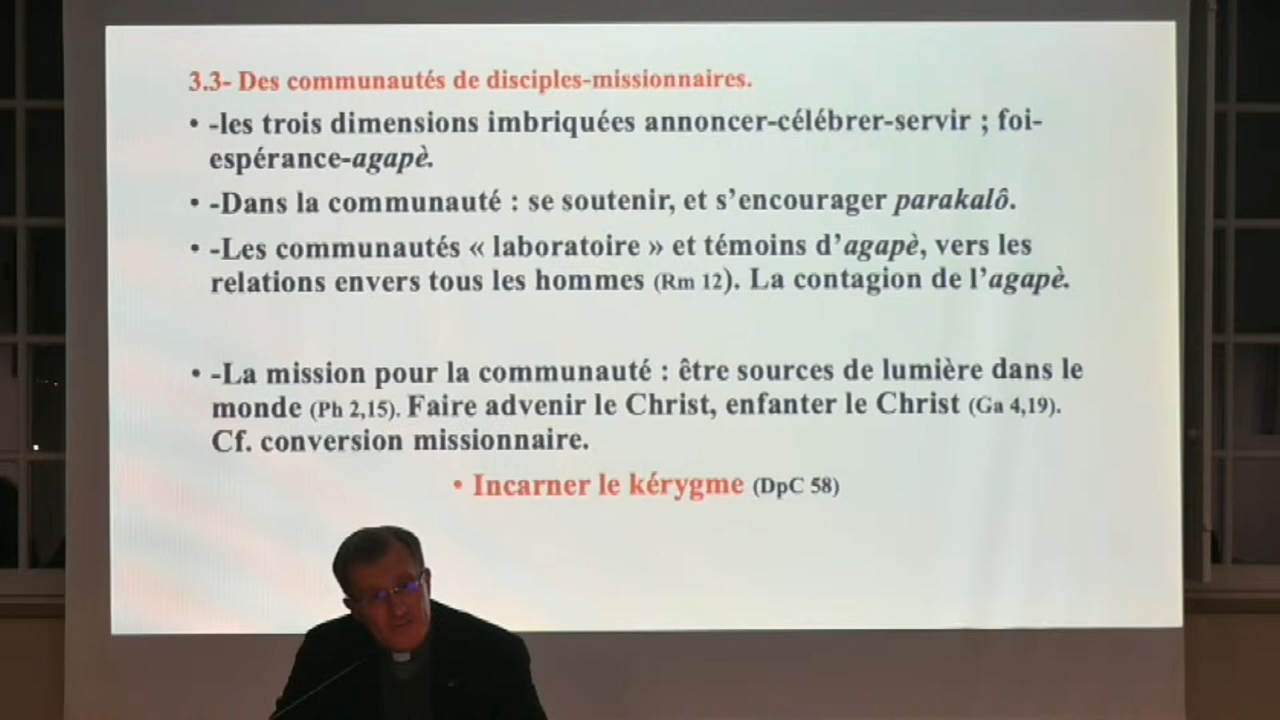 3.3- Des communautés de disciples-missionnaires.
• -les trois dimensions imbriquées annoncer-célébrer-servir ; foi-
espérance-agapè.
• -Dans la communauté : se soutenir, et s’encourager parakalô.
• -Les communautés « laboratoire » et témoins d’agapè, vers les
relations envers tous les hommes (Rm 12). La contagion de l’agapè.
• -La mission pour la communauté : être sources de lumière dans le
monde (Ph 2,15). Faire advenir le Christ, enfanter le Christ (Ga 4,19).
Cf. conversion missionnaire.
• Incarner le kérygme (DpC 58)